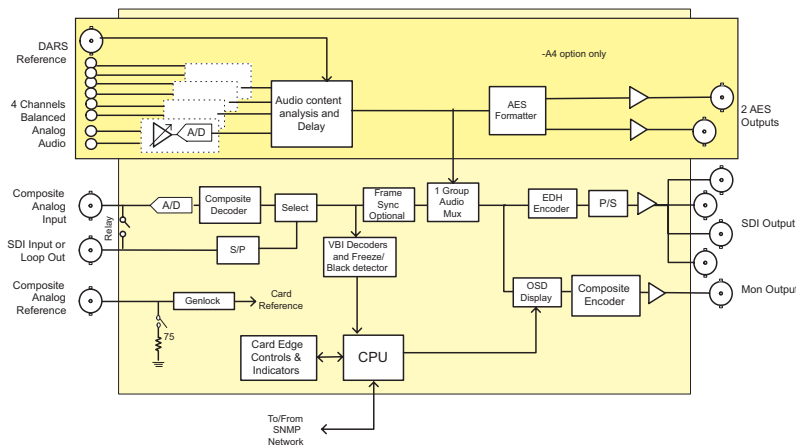 DARS
Reference
-A4 option only
4 Channels
Balanced
Analog
Audio
A/D
Audio content
analysis and
Delay
AES
Formatter
2 AES
Outputs
Composite
Analog
Input
Relay
A/D
Composite
Decoder
Select
Frame
Sync
Optional
1 Group
Audio
Mux
EDH
Encoder
P/S
SDI Output
SDI Input or
Loop Out
S/P
VBI Decoders
and Freeze/
Black detector
OSD
Display
Composite
Encoder
Mon Output
Composite
Analog
Reference
Genlock
Card
Reference
75
Card Edge
Controls &
Indicators
CPU
To/From
SNMP
Network